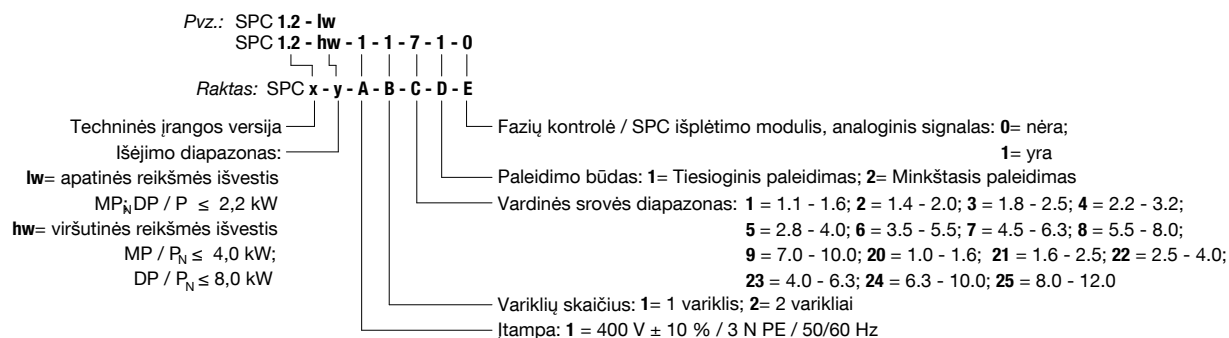 Pvz.: SPC 1.2 - lw
SPC 1.2 - hw - 1 - 1 - 7 - 1 - 0
Raktas: SPC x - y - A - B - C - D - E
Techninės įrangos versija
Išėjimo diapazonas:
lw= apatinės reikšmės išvestis
MP; DP / P N ≤ 2,2 kW
hw= viršutinės reikšmės išvestis
MP / PN ≤ 4,0 kW;
DP / PN ≤ 8,0 kW
Fazių kontrolė / SPC išplėtimo modulis, analoginis signalas: 0= nėra;
1= yra
Paleidimo būdas: 1= Tiesioginis paleidimas; 2= Minkštasis paleidimas
Vardinės srovės diapazonas: 1 = 1.1 - 1.6; 2 = 1.4 - 2.0; 3 = 1.8 - 2.5; 4 = 2.2 - 3.2;
5 = 2.8 - 4.0; 6 = 3.5 - 5.5; 7 = 4.5 - 6.3; 8 = 5.5 - 8.0;
9 = 7.0 - 10.0; 20 = 1.0 - 1.6; 21 = 1.6 - 2.5; 22 = 2.5 - 4.0;
23 = 4.0 - 6.3; 24 = 6.3 - 10.0; 25 = 8.0 - 12.0
Variklių skaičius: 1= 1 variklis; 2= 2 varikliai
Įtampa: 1 = 400 V ± 10 % / 3 N PE / 50/60 Hz